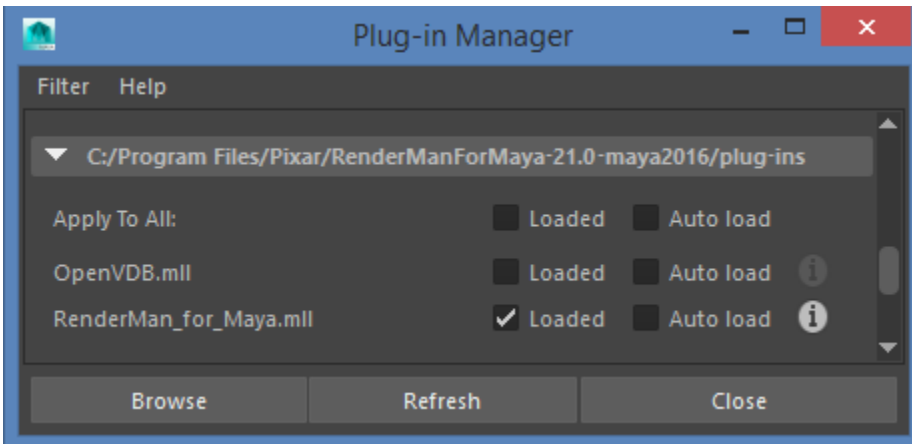 Plug-in Manager
Filter Help
C:/Program Files/Pixar/RenderManForMaya-21.0-maya2016/plug-ins
Apply To All: Loaded Auto load
OpenVDB.mll Loaded Auto load
RenderMan_for_Maya.mll Loaded Auto load
Browse Refresh Close